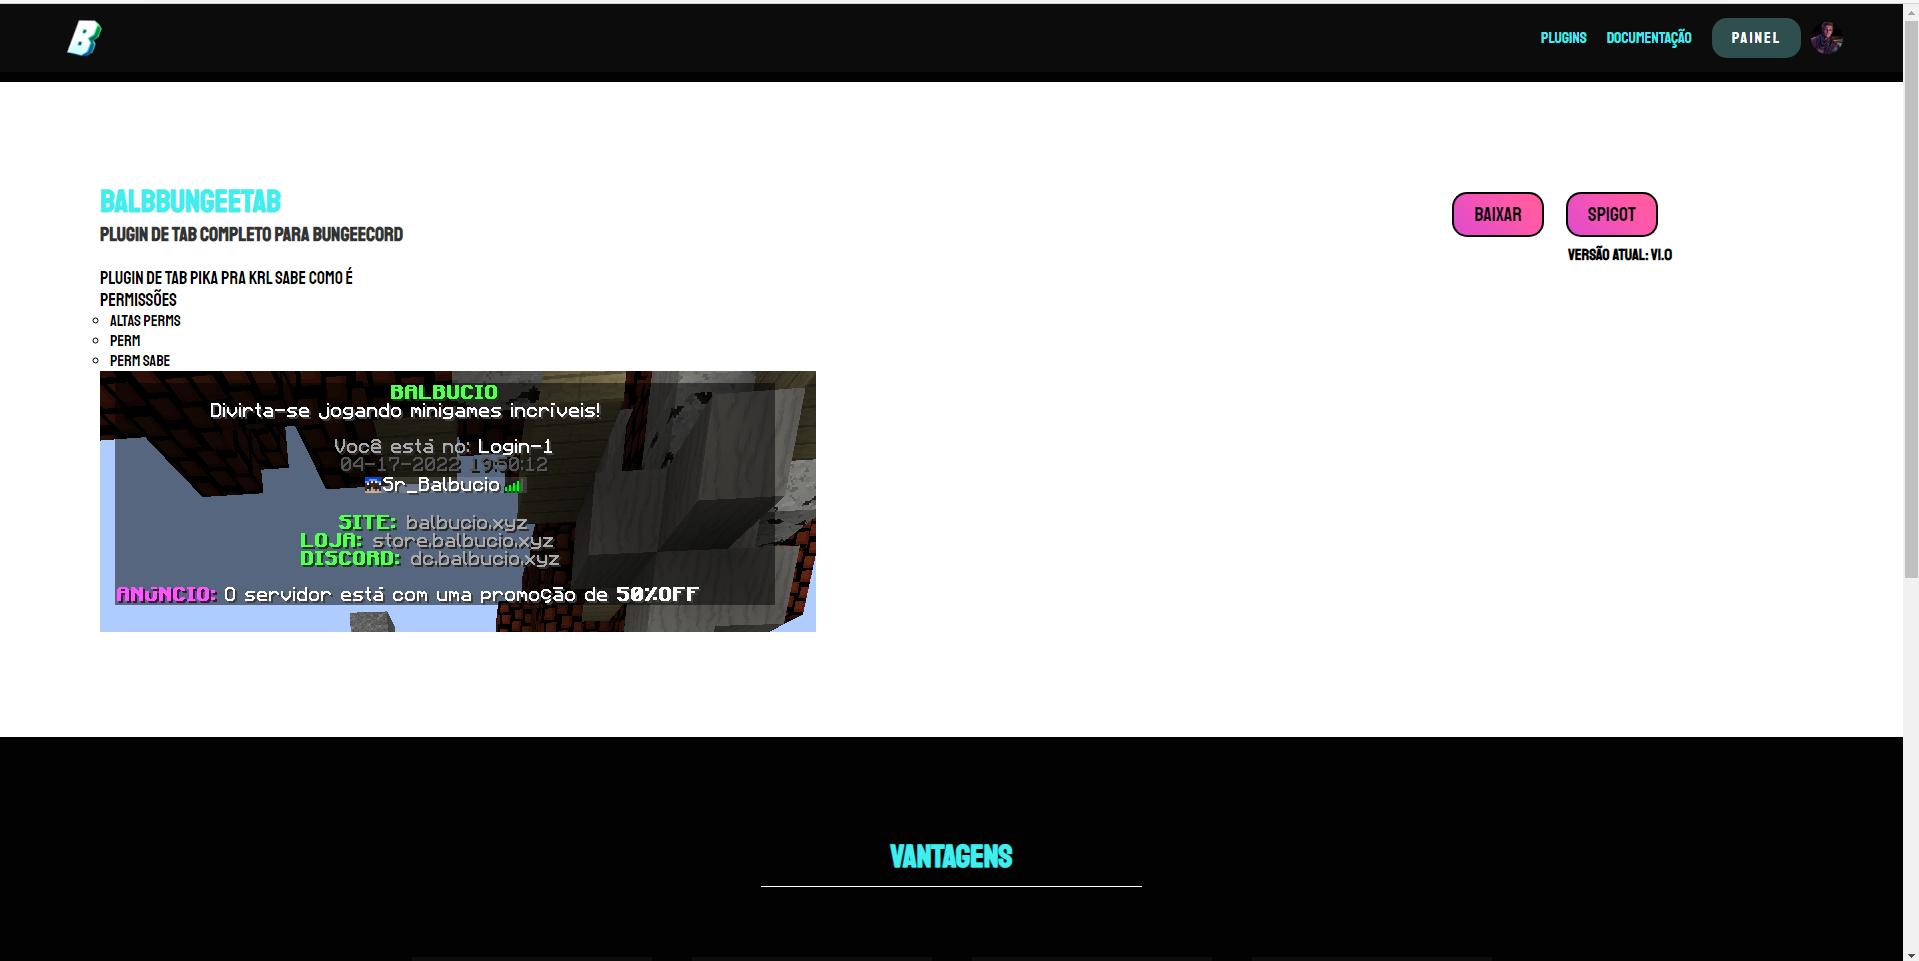 B
PLUGINS DOCUMENTAÇÃO PAINEL
BALBBUNGEETAB
PLUGIN DE TAB COMPLETO PARA BUNGEECORD
BAIXAR SPIGOT
VERSÃO ATUAL: V1.0
PLUGIN DE TAB PIKA PRA KRL SABE COMO É
PERMISSÕES
ALTAS PERMS
PERM
PERM SABE
BALBUCIO
Divirta-se jogando minigames incríveis!
Você está no: Login-1
04-17-2022 19:50:12
Sr_Balbucio
SITE: balbucio.xyz
LOJA: store.balbucio.xyz
DISCORD: dc.balbucio.xyz
ANúNCIO: O servidor está com uma promoção de 50%OFF
VANTAGENS